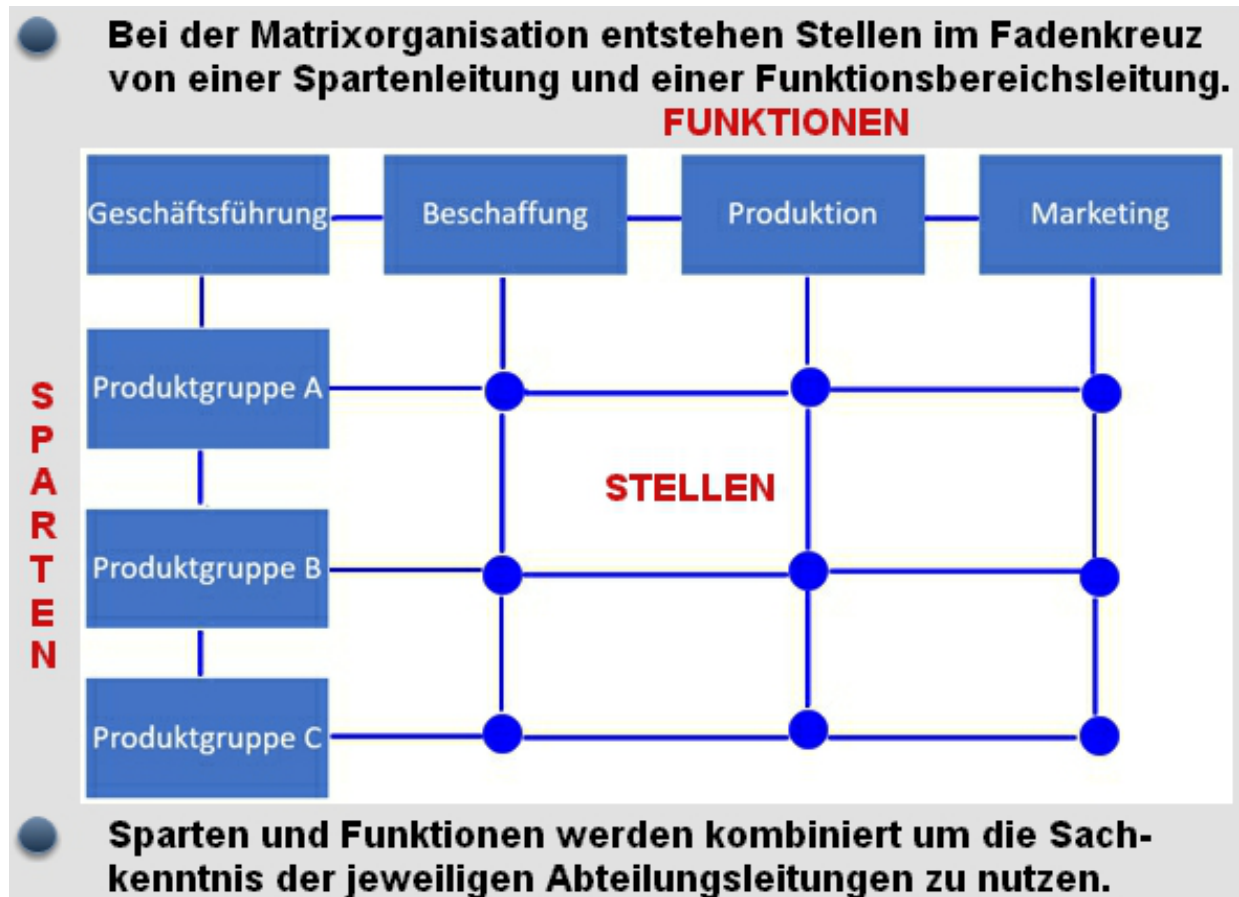 Bei der Matrixorganisation entstehen Stellen im Fadenkreuz
von einer Spartenleitung und einer Funktionsbereichsleitung.
FUNKTIONEN
Geschäftsführung
Beschaffung
Produktion
Marketing
SPARTEN
Produktgruppe A
STELLEN
Produktgruppe B
Produktgruppe C
Sparten und Funktionen werden kombiniert um die Sach-
kenntnis der jeweiligen Abteilungsleitungen zu nutzen.